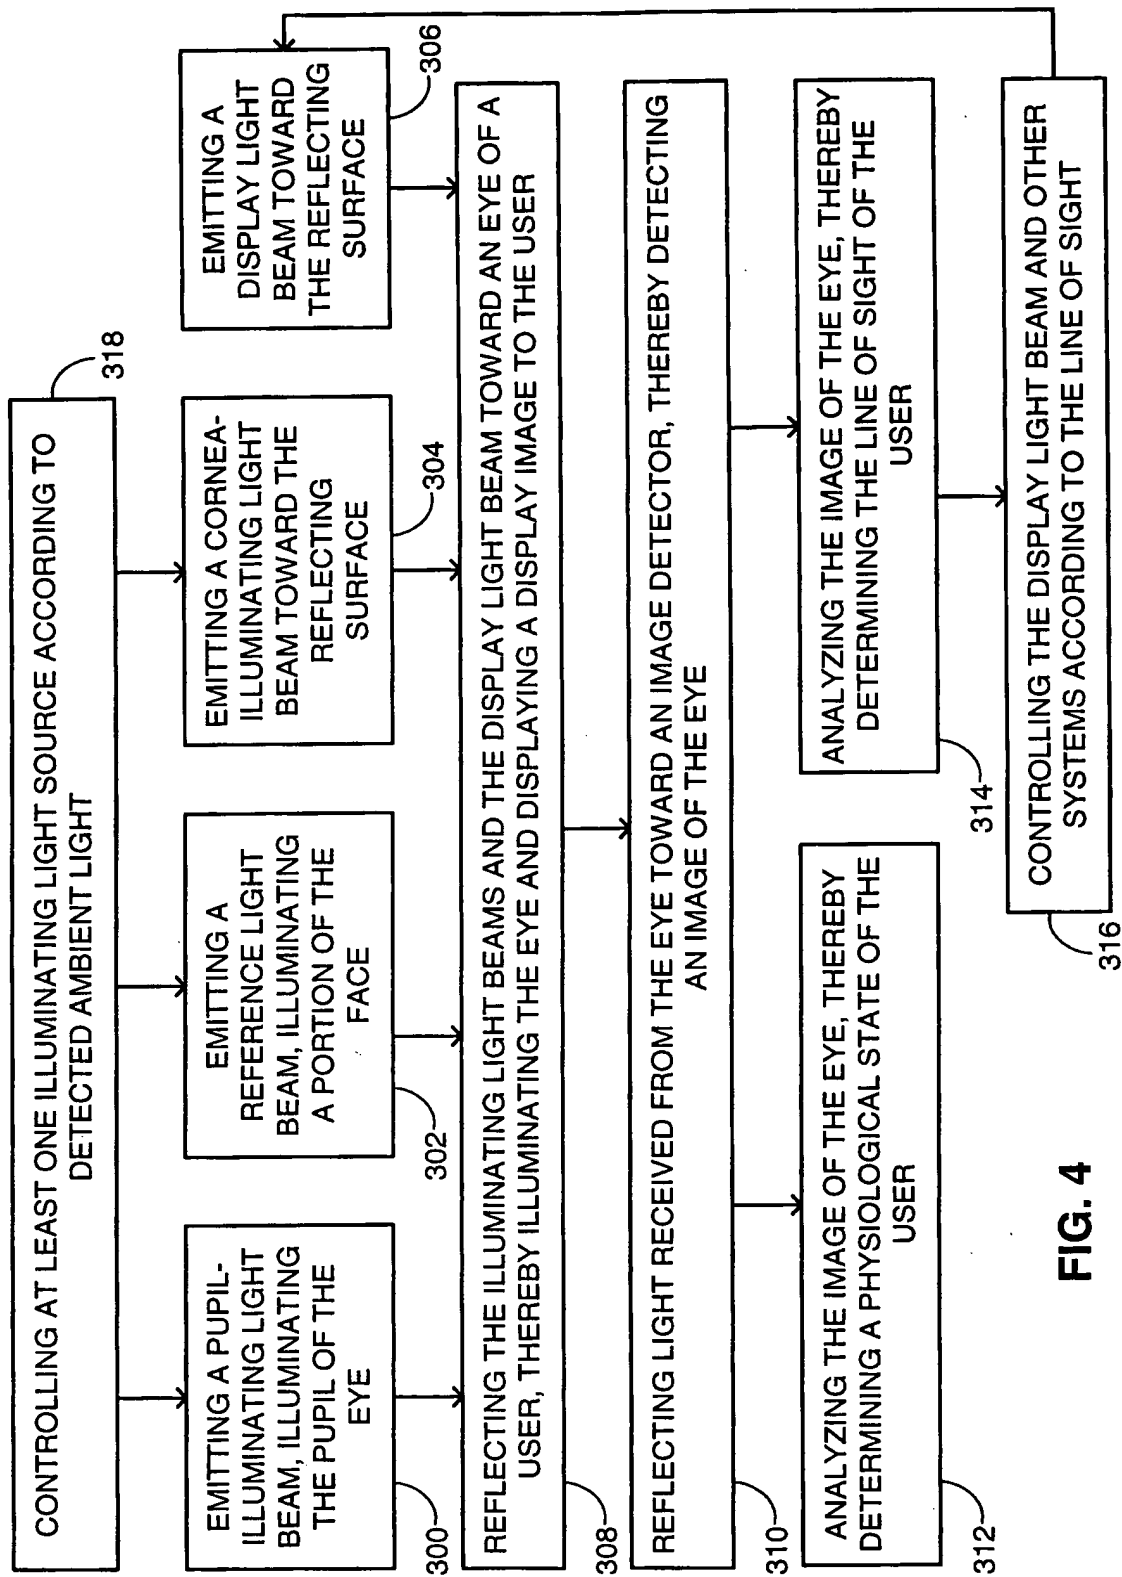 CONTROLLING AT LEAST ONE ILLUMINATING LIGHT SOURCE ACCORDING TO
DETECTED AMBIENT LIGHT
318
EMITTING A PUPIL-
ILLUMINATING LIGHT
BEAM, ILLUMINATING
THE PUPIL OF THE
EYE
300
EMITTING A
REFERENCE LIGHT
BEAM, ILLUMINATING
A PORTION OF THE
FACE
302
EMITTING A CORNEA-
ILLUMINATING LIGHT
BEAM TOWARD THE
REFLECTING
SURFACE
304
EMITTING A
DISPLAY LIGHT
BEAM TOWARD
THE REFLECTING
SURFACE
306
REFLECTING THE ILLUMINATING LIGHT BEAMS AND THE DISPLAY LIGHT BEAM TOWARD AN EYE OF A
USER, THEREBY ILLUMINATING THE EYE AND DISPLAYING A DISPLAY IMAGE TO THE USER
308
REFLECTING LIGHT RECEIVED FROM THE EYE TOWARD AN IMAGE DETECTOR, THEREBY DETECTING
AN IMAGE OF THE EYE
310
ANALYZING THE IMAGE OF THE EYE, THEREBY
DETERMINING A PHYSIOLOGICAL STATE OF THE
USER
312
ANALYZING THE IMAGE OF THE EYE, THEREBY
DETERMINING THE LINE OF SIGHT OF THE
USER
314
CONTROLLING THE DISPLAY LIGHT BEAM AND OTHER
SYSTEMS ACCORDING TO THE LINE OF SIGHT
316
FIG. 4